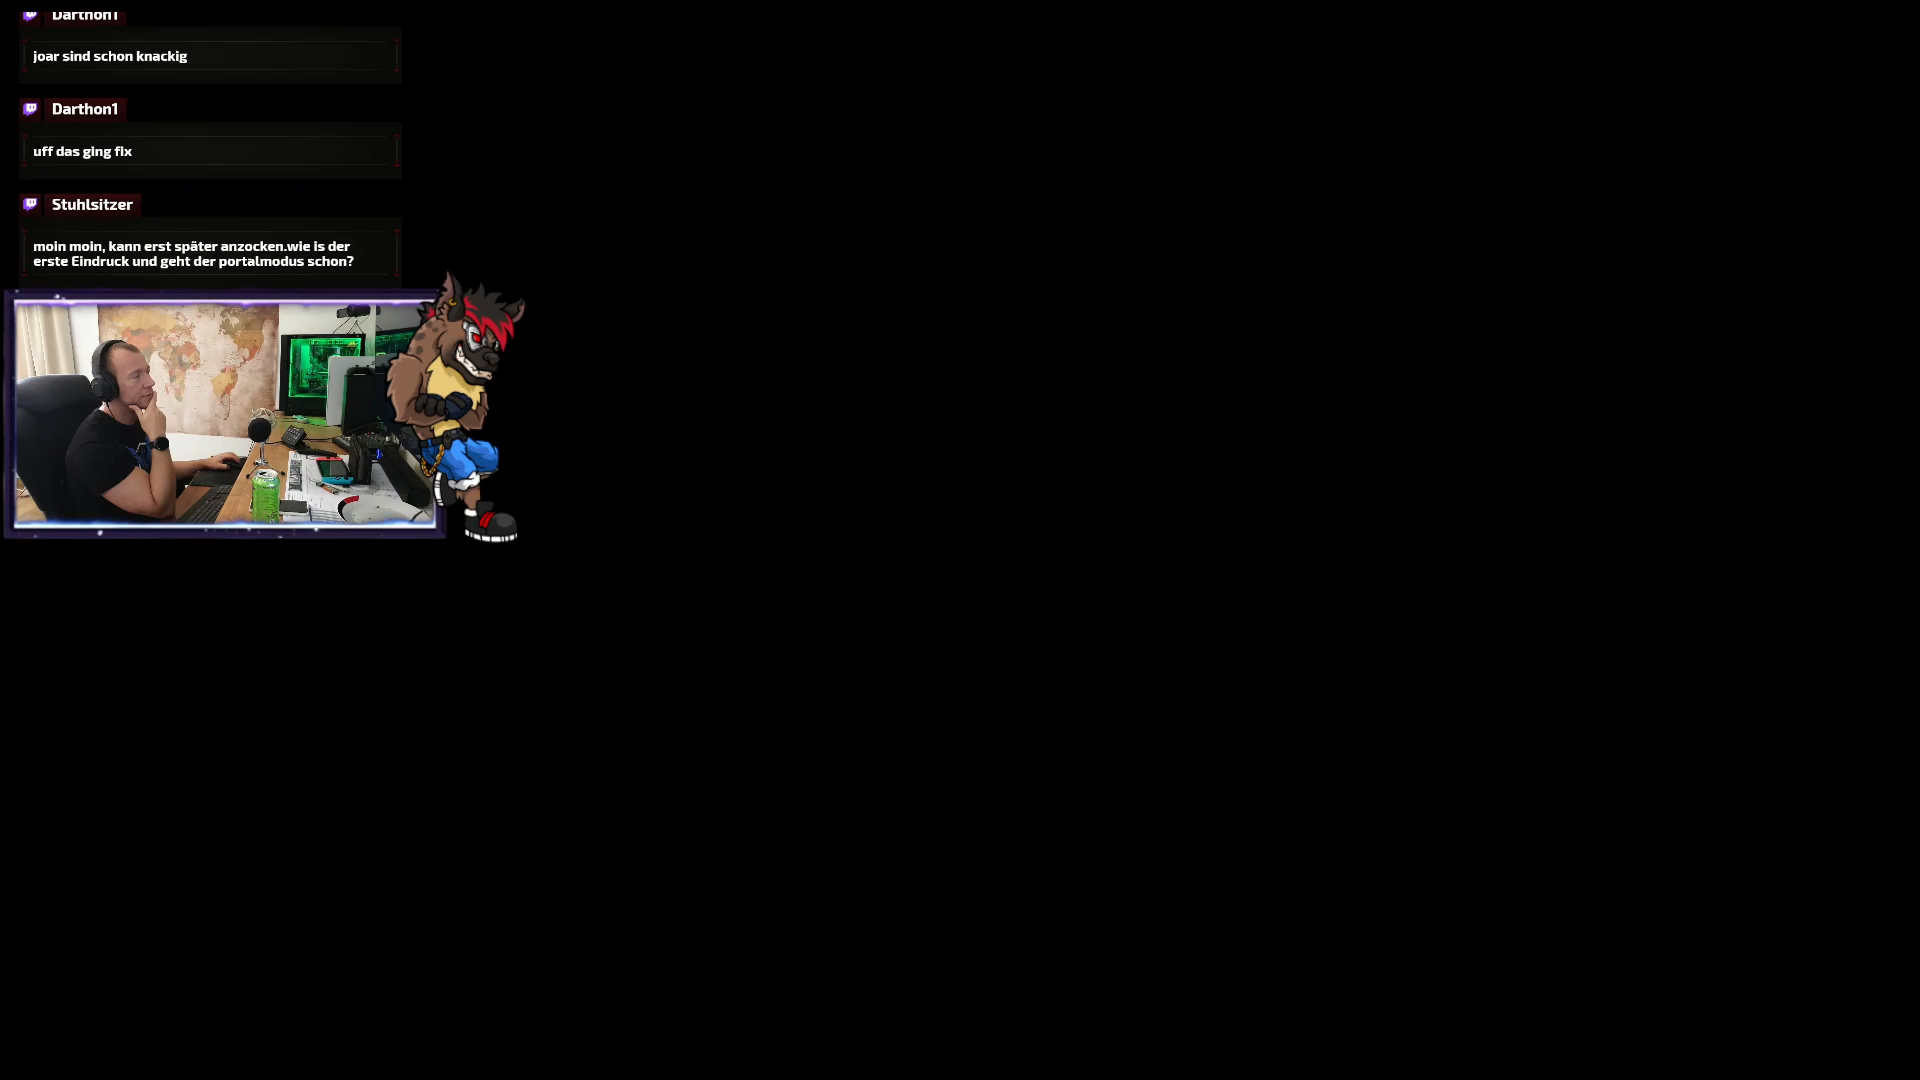 Darthon1
joar sind schon knackig
Darthon1
uff das ging fix
Stuhlsitzer
moin moin, kann erst später anzocken.wie is der
erste Eindruck und geht der portalmodus schon?